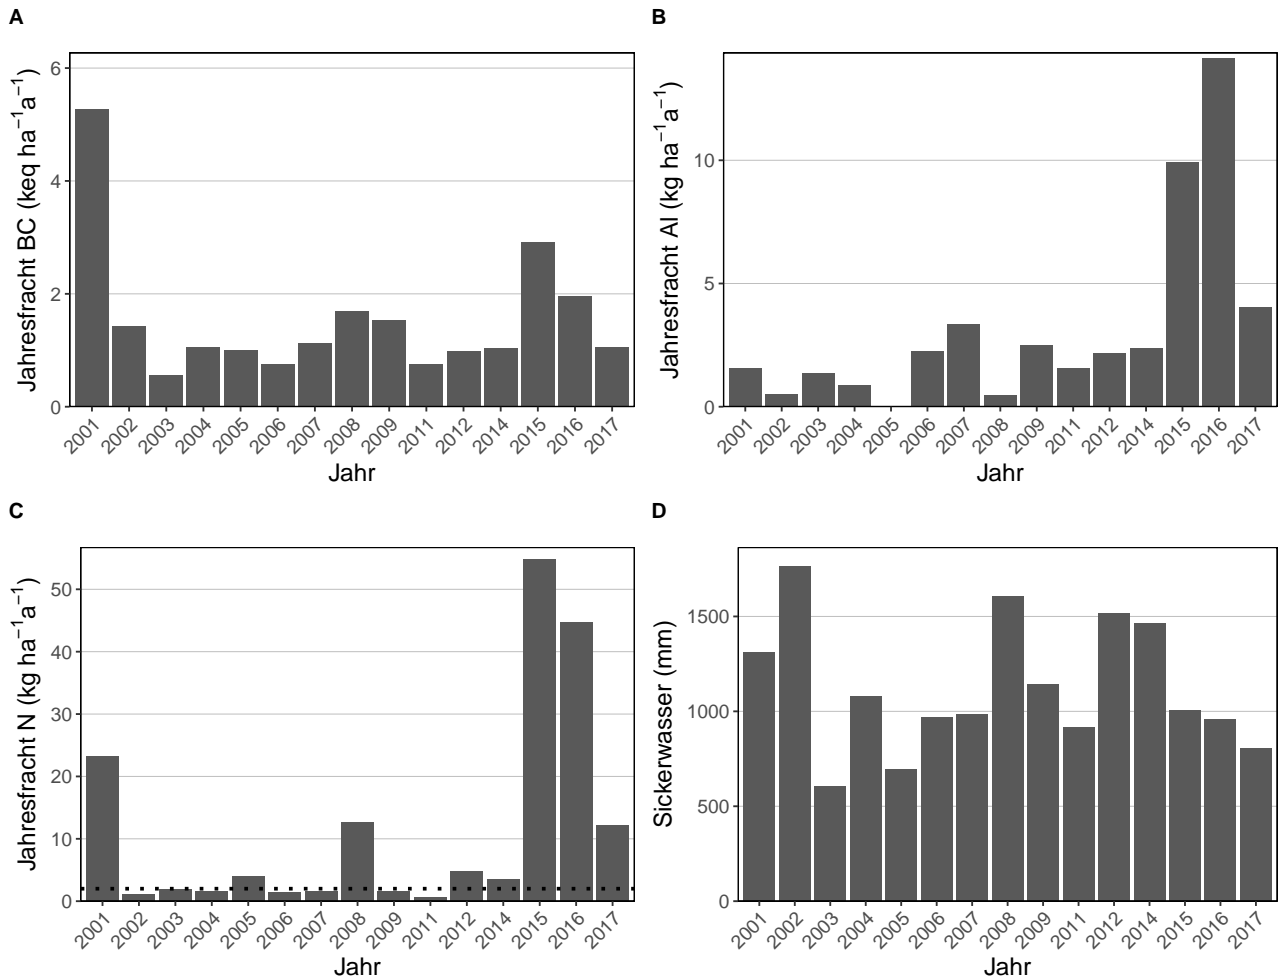 A
Jahresfracht BC (keq ha⁻¹a⁻¹)
6
4
2
0
2001 2002 2003 2004 2005 2006 2007 2008 2009 2011 2012 2014 2015 2016 2017
Jahr
B
Jahresfracht Al (kg ha⁻¹a⁻¹)
10
5
0
2001 2002 2003 2004 2005 2006 2007 2008 2009 2011 2012 2014 2015 2016 2017
Jahr
C
Jahresfracht N (kg ha⁻¹a⁻¹)
50
40
30
20
10
0
2001 2002 2003 2004 2005 2006 2007 2008 2009 2011 2012 2014 2015 2016 2017
Jahr
D
Sickerwasser (mm)
1500
1000
500
0
2001 2002 2003 2004 2005 2006 2007 2008 2009 2011 2012 2014 2015 2016 2017
Jahr